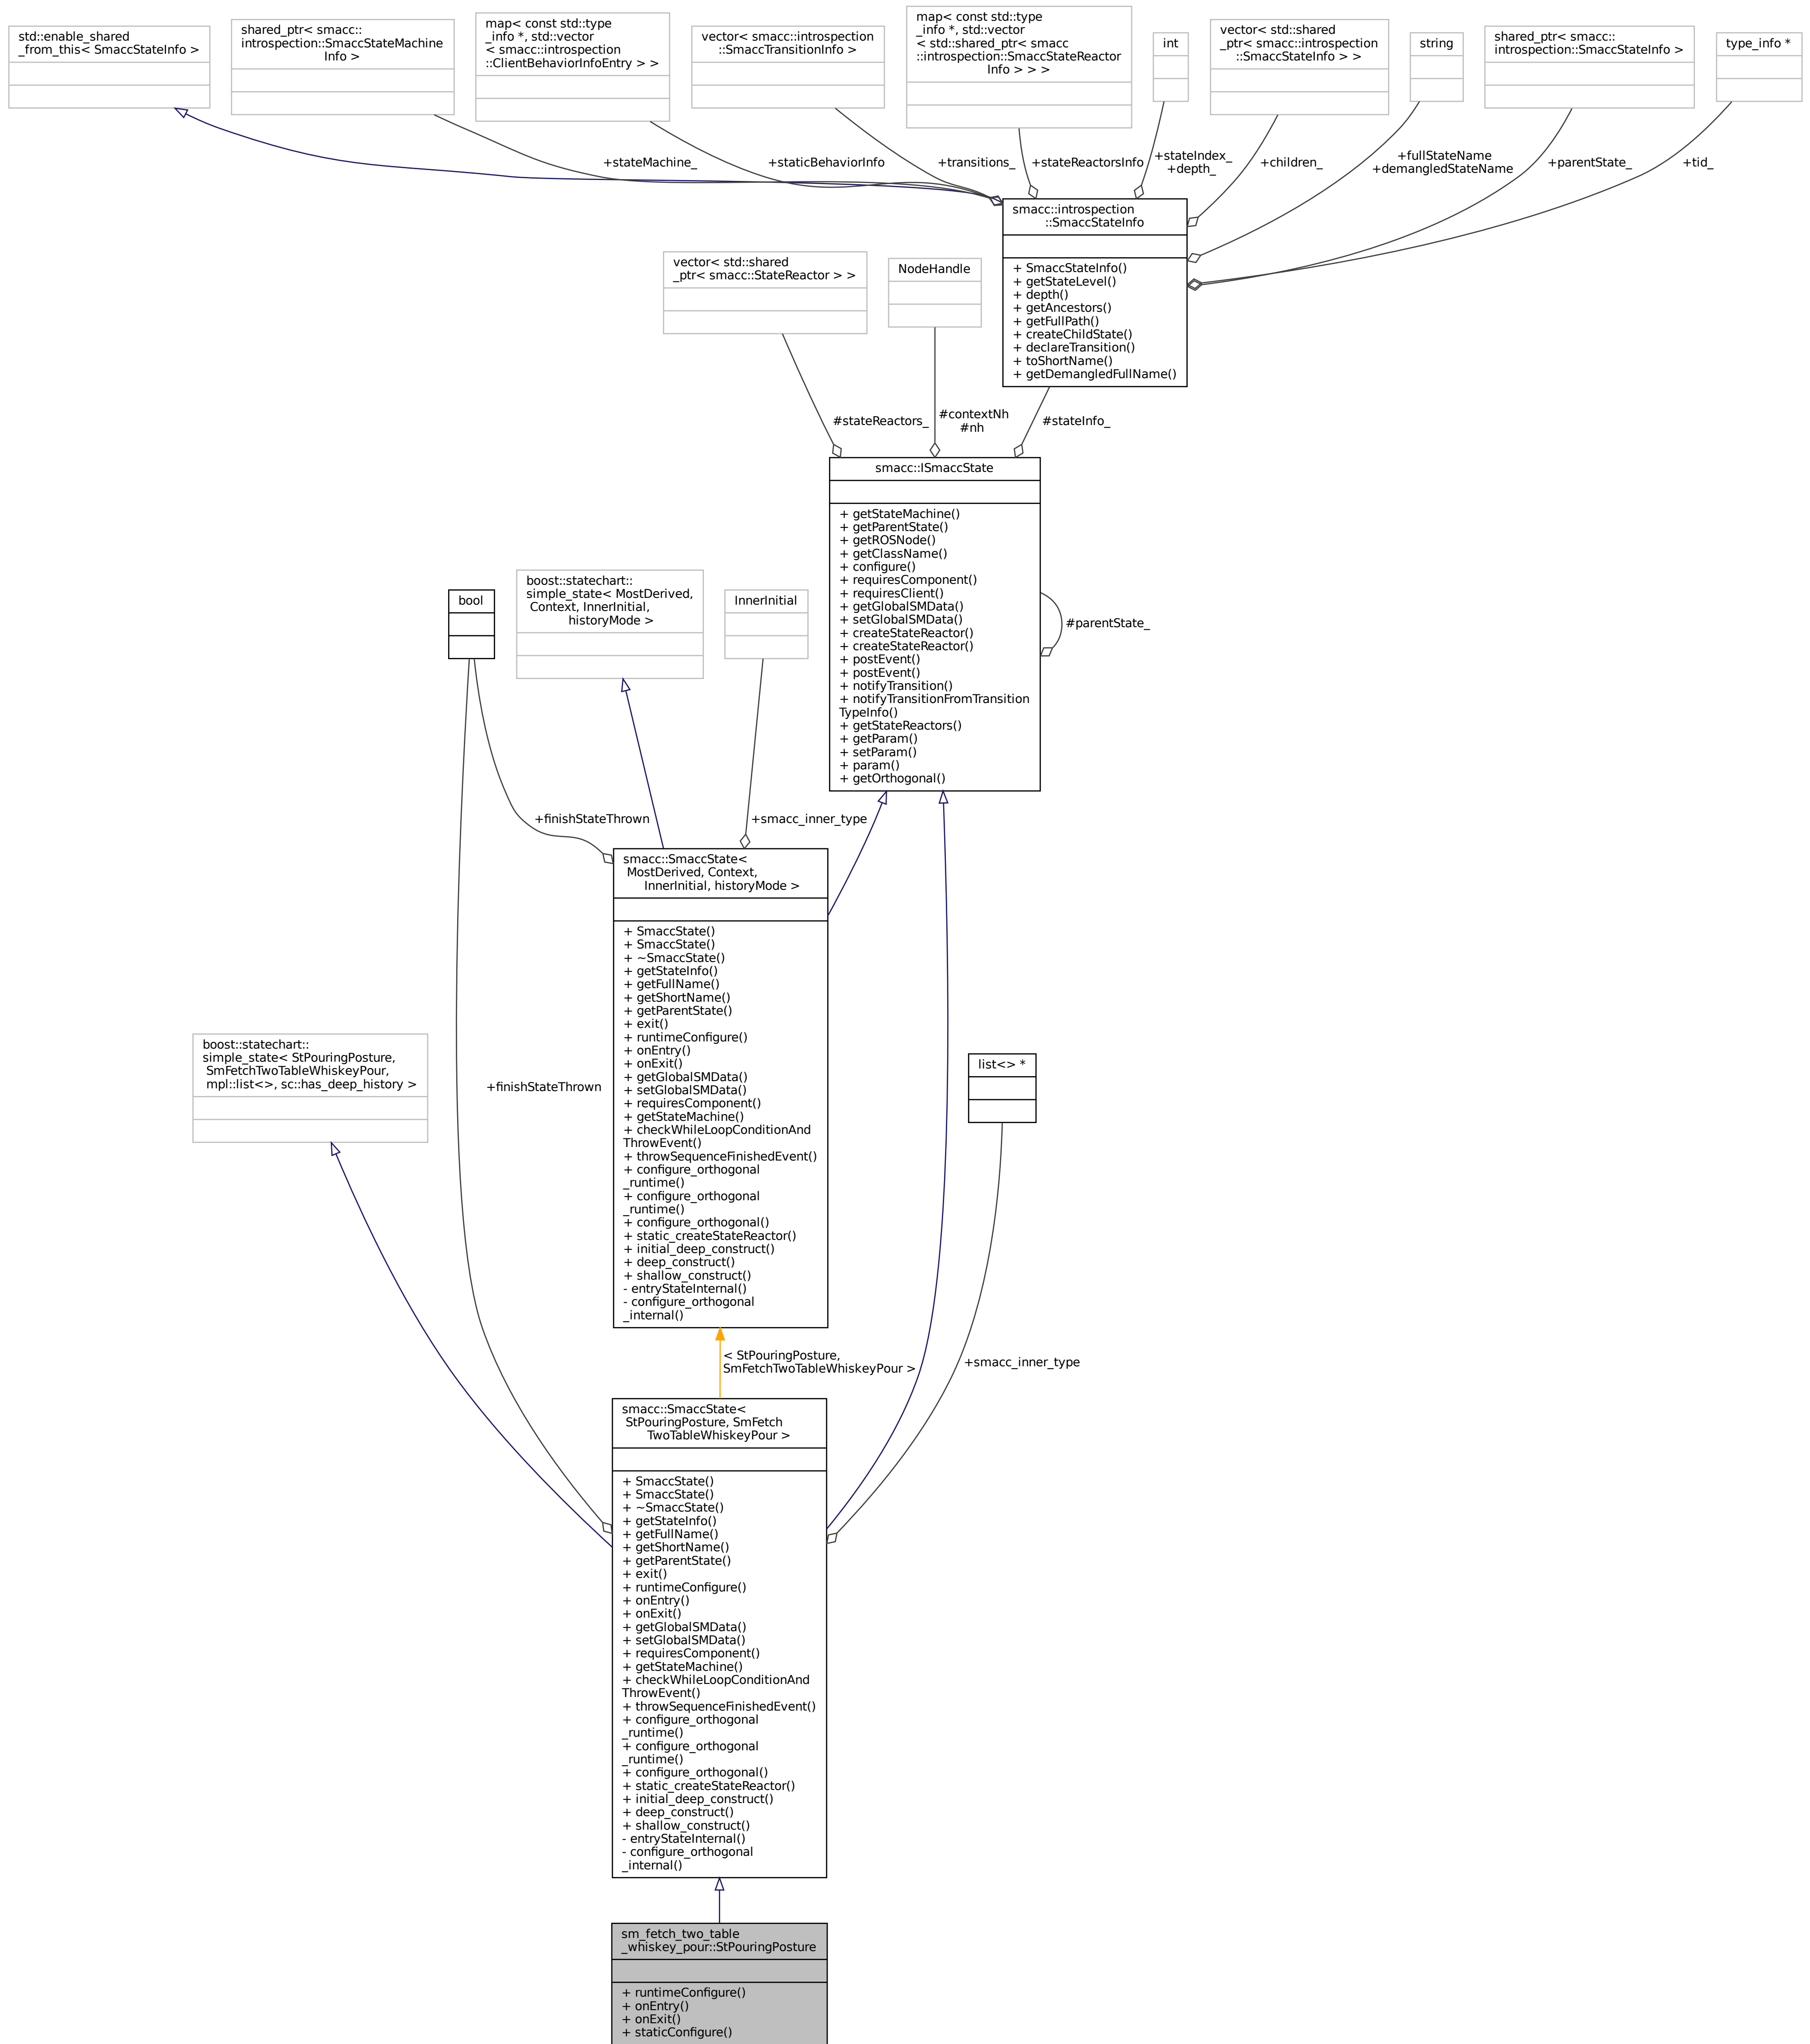 std::enable_shared
_from_this< SmaccStateInfo >
shared_ptr< smacc::
introspection::SmaccStateMachine
Info >
map< const std::type
_info *, std::vector
< smacc::introspection
::ClientBehaviorInfoEntry > >
vector< smacc::introspection
::SmaccTransitionInfo >
map< const std::type
_info *, std::vector
< std::shared_ptr< smacc
::introspection::SmaccStateReactor
Info > > >
int
vector< std::shared
_ptr< smacc::introspection
::SmaccStateInfo > >
string
shared_ptr< smacc::
introspection::SmaccStateInfo >
type_info *
+stateMachine_
+staticBehaviorInfo
+transitions_
+stateReactorsInfo
+stateIndex_
+depth_
+children_
+fullStateName
+demangledStateName
+parentState_
+tid_
smacc::introspection
::SmaccStateInfo
+ SmaccStateInfo()
+ getStateLevel()
+ depth()
+ getAncestors()
+ getFullPath()
+ createChildState()
+ declareTransition()
+ toShortName()
+ getDemangledFullName()
vector< std::shared
_ptr< smacc::StateReactor > >
NodeHandle
#stateReactors_
#contextNh
#nh
#stateInfo_
smacc::ISmaccState
+ getStateMachine()
+ getParentState()
+ getROSNode()
+ getClassName()
+ configure()
+ requiresComponent()
+ requiresClient()
+ getGlobalSMData()
+ setGlobalSMData()
+ createStateReactor()
+ createStateReactor()
+ postEvent()
+ postEvent()
+ notifyTransition()
+ notifyTransitionFromTransition
TypeInfo()
+ getStateReactors()
+ getParam()
+ setParam()
+ param()
+ getOrthogonal()
#parentState_
bool
boost::statechart::
simple_state< MostDerived,
Context, InnerInitial,
historyMode >
InnerInitial
+finishStateThrown
+smacc_inner_type
smacc::SmaccState<
MostDerived, Context,
InnerInitial, historyMode >
+ SmaccState()
+ SmaccState()
+ ~SmaccState()
+ getStateInfo()
+ getFullName()
+ getShortName()
+ getParentState()
+ exit()
+ runtimeConfigure()
+ onEntry()
+ onExit()
+ getGlobalSMData()
+ setGlobalSMData()
+ requiresComponent()
+ getStateMachine()
+ checkWhileLoopConditionAnd
ThrowEvent()
+ throwSequenceFinishedEvent()
+ configure_orthogonal
_runtime()
+ configure_orthogonal
_runtime()
+ configure_orthogonal()
+ static_createStateReactor()
+ initial_deep_construct()
+ deep_construct()
+ shallow_construct()
- entryStateInternal()
- configure_orthogonal
_internal()
boost::statechart::
simple_state< StPouringPosture,
SmFetchTwoTableWhiskeyPour,
mpl::list<>, sc::has_deep_history >
+finishStateThrown
list<> *
< StPouringPosture,
SmFetchTwoTableWhiskeyPour >
+smacc_inner_type
smacc::SmaccState<
StPouringPosture, SmFetch
TwoTableWhiskeyPour >
+ SmaccState()
+ SmaccState()
+ ~SmaccState()
+ getStateInfo()
+ getFullName()
+ getShortName()
+ getParentState()
+ exit()
+ runtimeConfigure()
+ onEntry()
+ onExit()
+ getGlobalSMData()
+ setGlobalSMData()
+ requiresComponent()
+ getStateMachine()
+ checkWhileLoopConditionAnd
ThrowEvent()
+ throwSequenceFinishedEvent()
+ configure_orthogonal
_runtime()
+ configure_orthogonal
_runtime()
+ configure_orthogonal()
+ static_createStateReactor()
+ initial_deep_construct()
+ deep_construct()
+ shallow_construct()
- entryStateInternal()
- configure_orthogonal
_internal()
sm_fetch_two_table
_whiskey_pour::StPouringPosture
+ runtimeConfigure()
+ onEntry()
+ onExit()
+ staticConfigure()